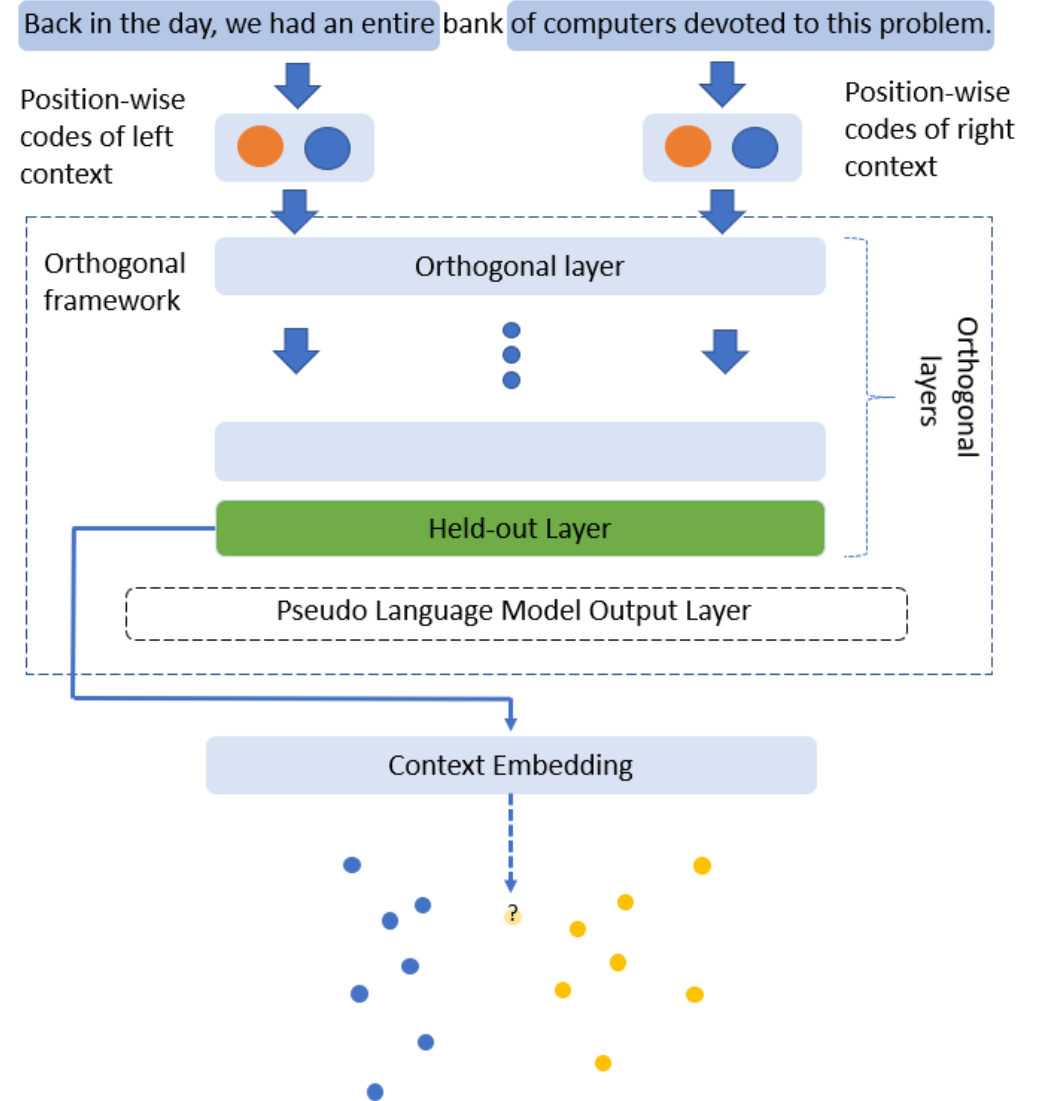 Back in the day, we had an entire bank of computers devoted to this problem.
Position-wise
codes of left
context
Position-wise
codes of right
context
Orthogonal
framework
Orthogonal layer
Orthogonal
layers
Held-out Layer
Pseudo Language Model Output Layer
Context Embedding
?